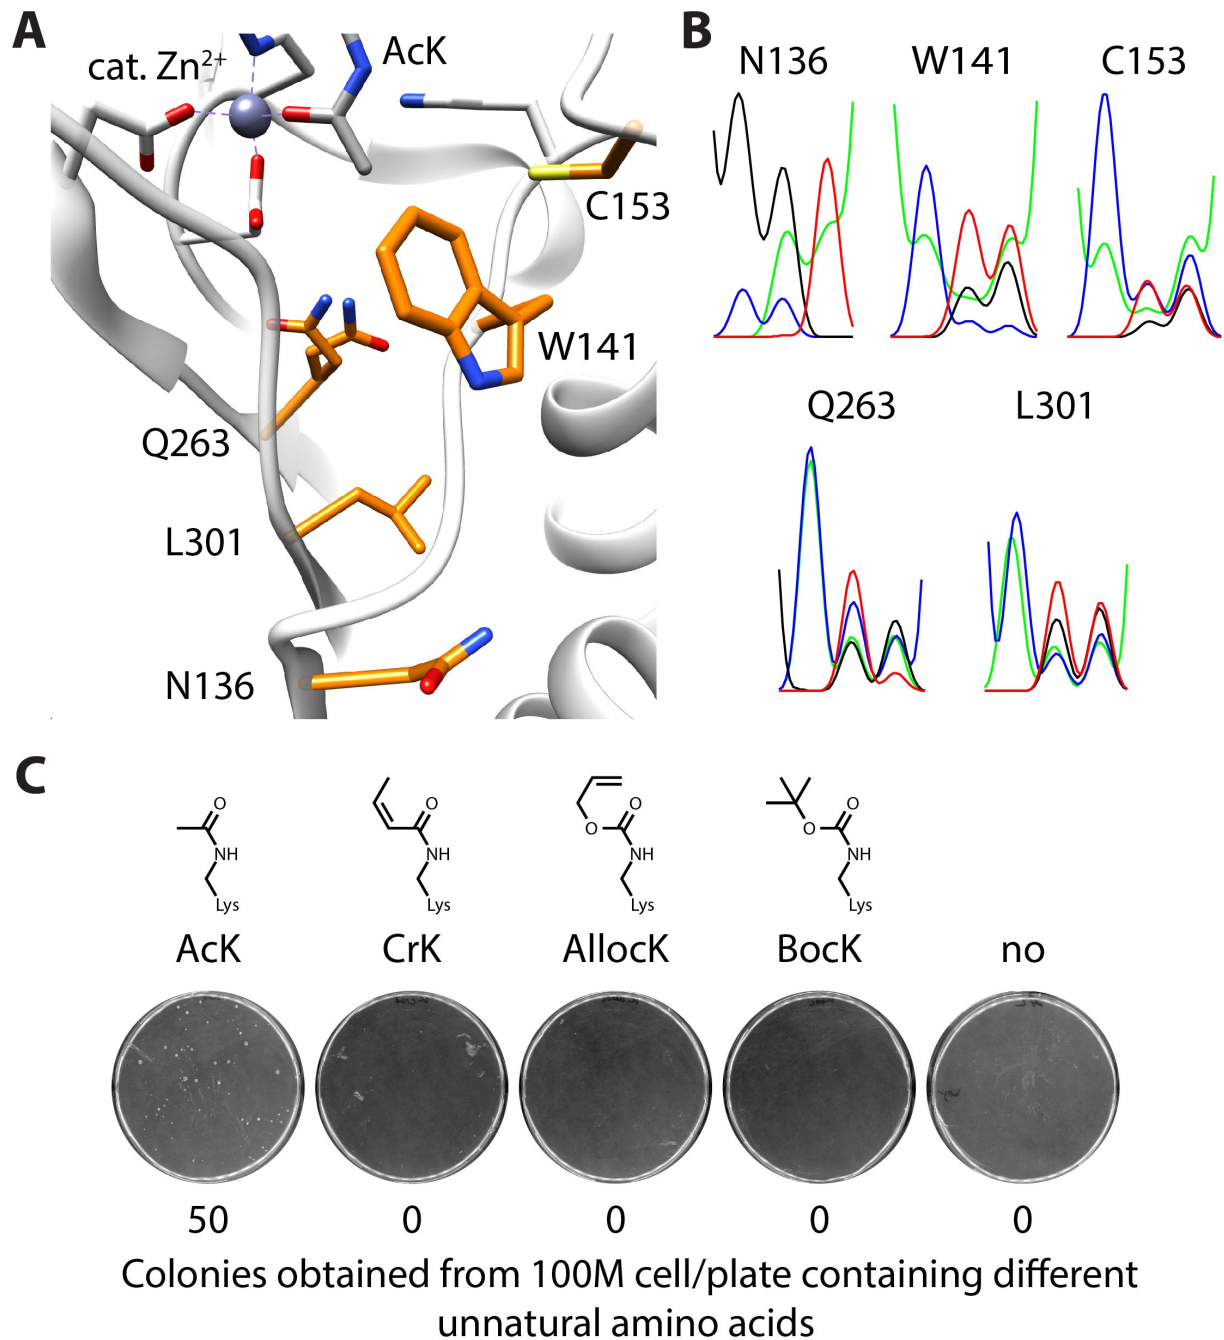 A
cat. Zn²⁺
AcK
C153
W141
Q263
L301
N136
B
N136
W141
C153
Q263
L301
C
O
NH
Lys
AcK
O
NH
Lys
CrK
O
O
NH
Lys
AllocK
O
O
NH
Lys
BocK
no
50
0
0
0
0
Colonies obtained from 100M cell/plate containing different
unnatural amino acids